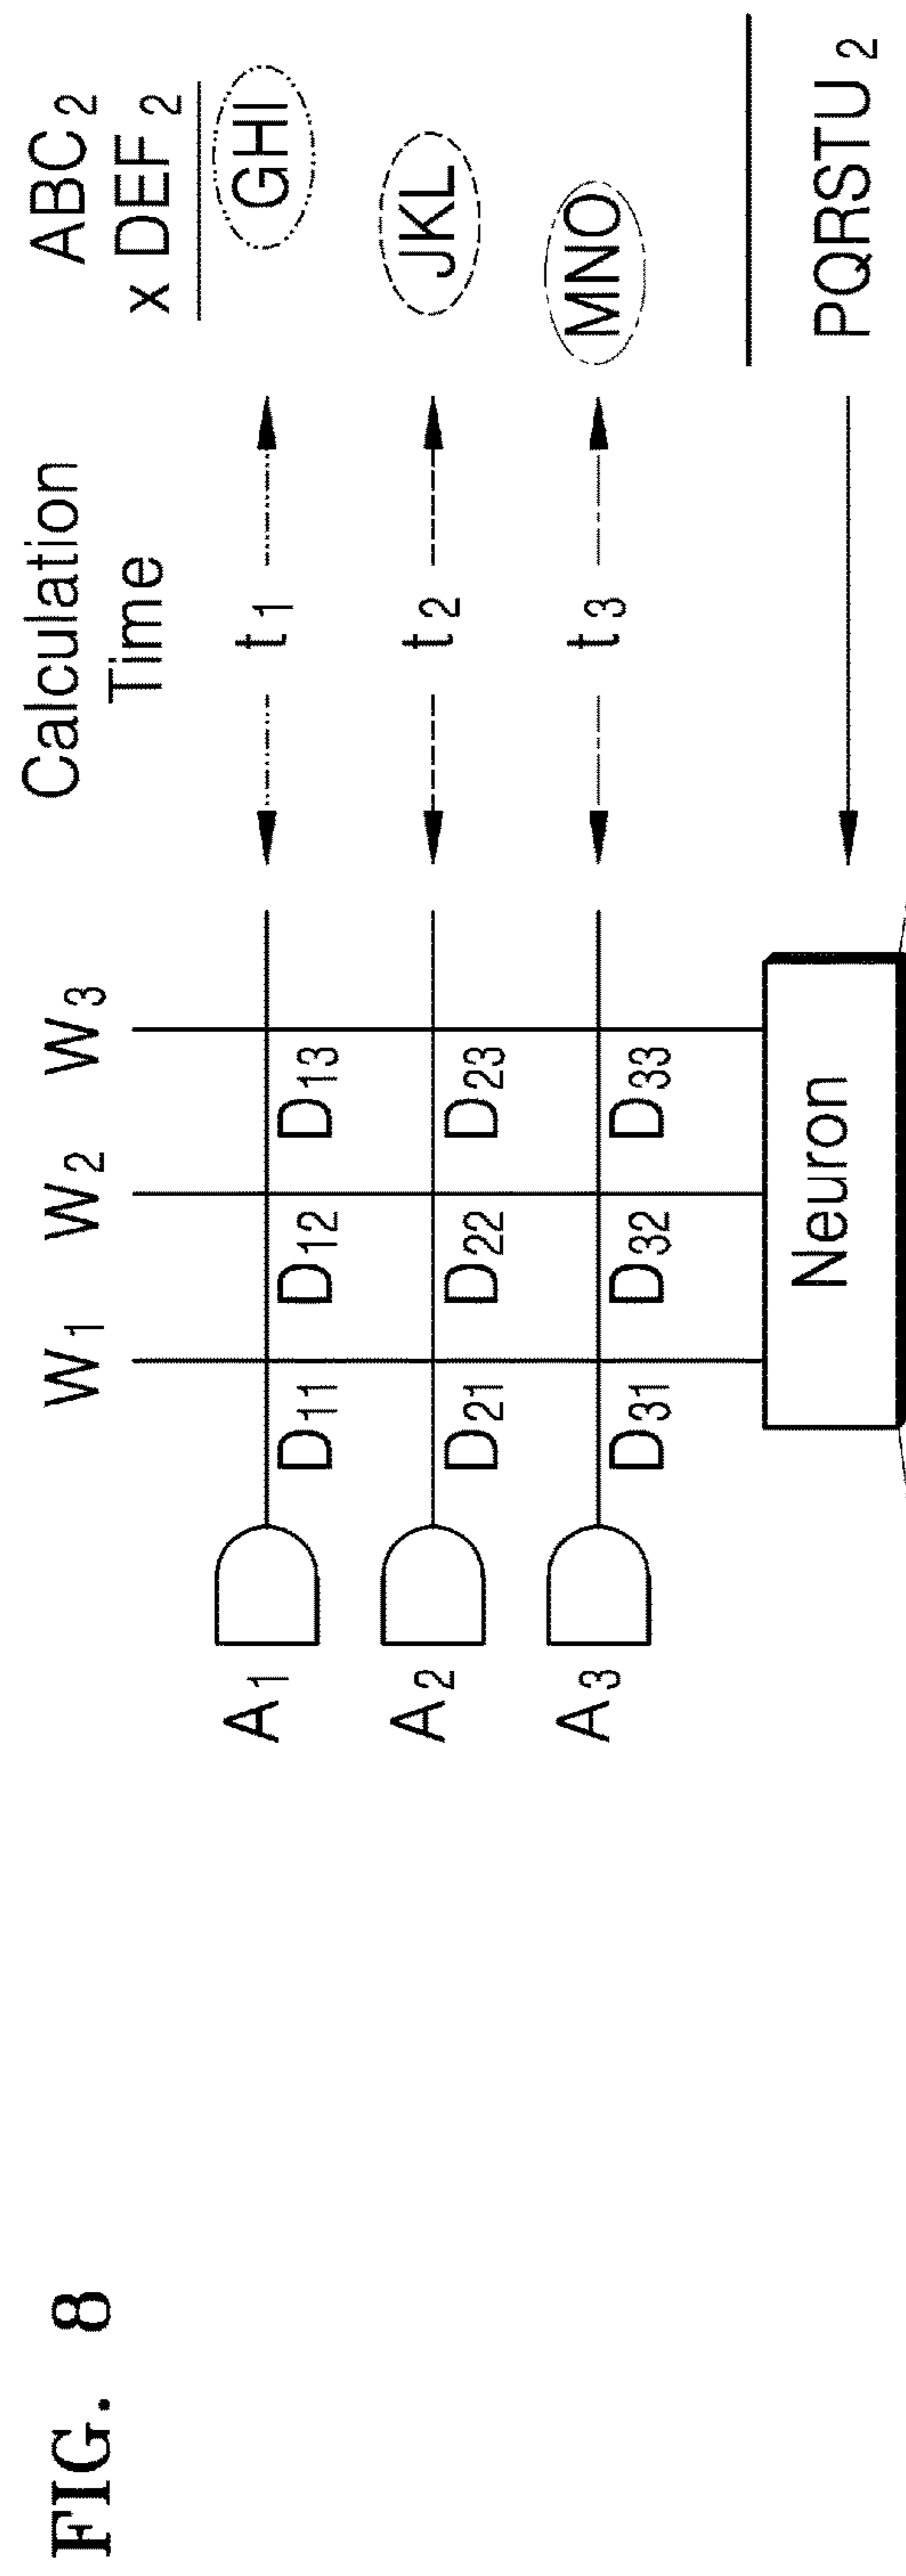 FIG. 8
W1 W2 W3
Calculation
Time
ABC2
x DEF2
A1
D11 D12 D13
t1
GHI
A2
D21 D22 D23
t2
JKL
A3
D31 D32 D33
t3
MNO
Neuron
PQRSTU2